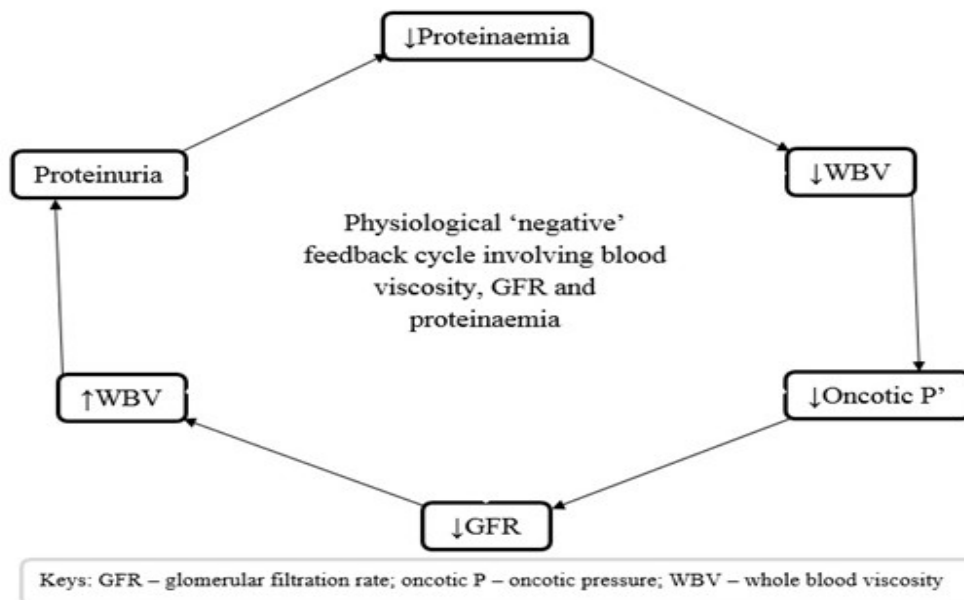 ↓Proteinaemia
Proteinuria
↓WBV
Physiological ‘negative’
feedback cycle involving blood
viscosity, GFR and
proteinaemia
↑WBV
↓Oncotic P’
↓GFR
Keys: GFR – glomerular filtration rate; oncotic P – oncotic pressure; WBV – whole blood viscosity